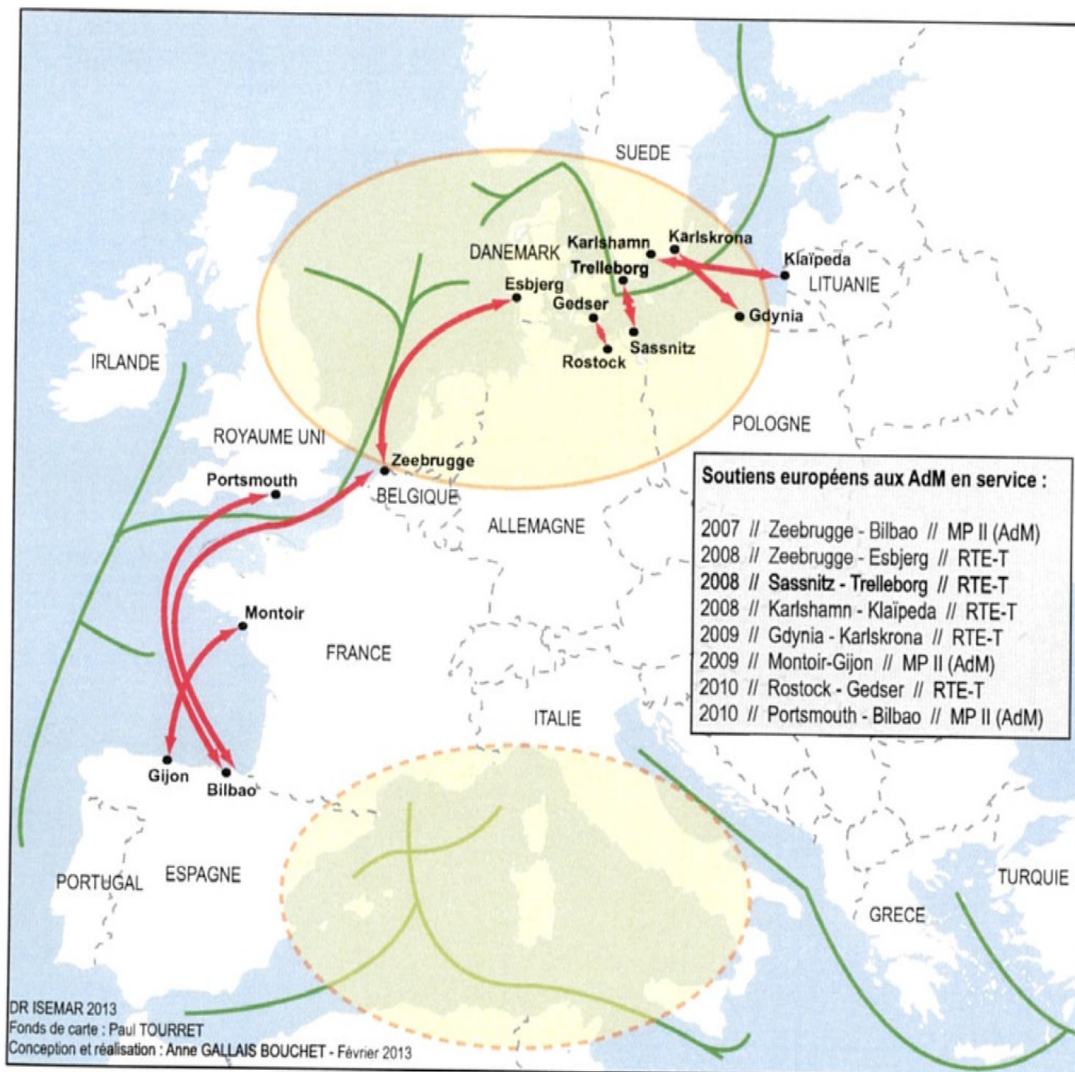 SUEDE
Karlskrona
Karlshamn
DANEMARK
Klaïpeda
Trelleborg
LITUANIE
Esbjerg
Gedser
Gdynia
Sassnitz
Rostock
IRLANDE
POLOGNE
ROYAUME UNI
Zeebrugge
Portsmouth
BELGIQUE
ALLEMAGNE
Soutiens européens aux AdM en service :
2007 // Zeebrugge - Bilbao // MP II (AdM)
2008 // Zeebrugge - Esbjerg // RTE-T
2008 // Sassnitz - Trelleborg // RTE-T
2008 // Karlshamn - Klaïpeda // RTE-T
2009 // Gdynia - Karlskrona // RTE-T
2009 // Montoir-Gijon // MP II (AdM)
2010 // Rostock - Gedser // RTE-T
2010 // Portsmouth - Bilbao // MP II (AdM)
Montoir
FRANCE
ITALIE
Gijon
Bilbao
PORTUGAL
ESPAGNE
TURQUIE
GRECE
DR ISEMAR 2013
Fonds de carte : Paul TOURRET
Conception et réalisation : Anne GALLAIS BOUCHET - Février 2013